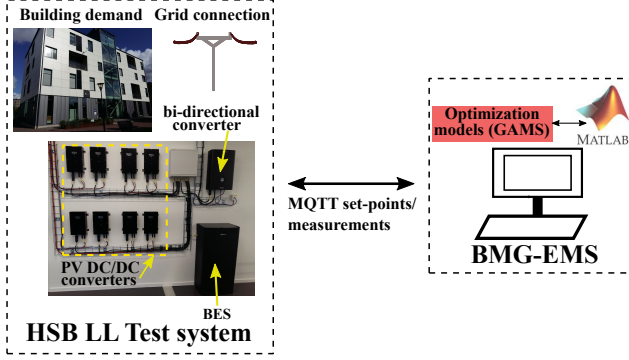 Building demand
Grid connection
bi-directional
converter
PV DC/DC
converters
BES
HSB LL Test system
MQTT set-points/
measurements
Optimization
models (GAMS)
MATLAB
BMG-EMS